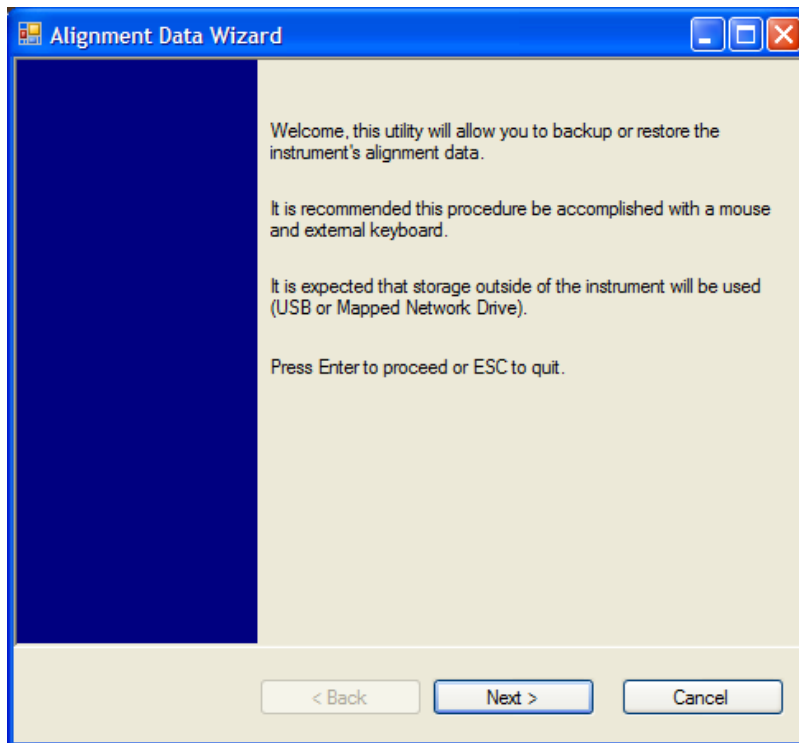 Alignment Data Wizard
Welcome, this utility will allow you to backup or restore the
instrument's alignment data.
It is recommended this procedure be accomplished with a mouse
and external keyboard.
It is expected that storage outside of the instrument will be used
(USB or Mapped Network Drive).
Press Enter to proceed or ESC to quit.
< Back
Next >
Cancel